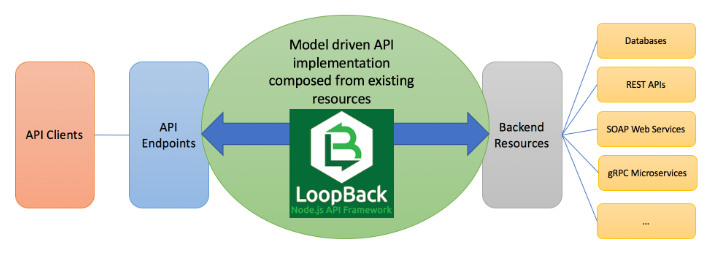 Model driven API
implementation
composed from existing
resources
API Clients
API
Endpoints
LoopBack
Node.js API Framework
Backend
Resources
Databases
REST APIs
SOAP Web Services
gRPC Microservices
...